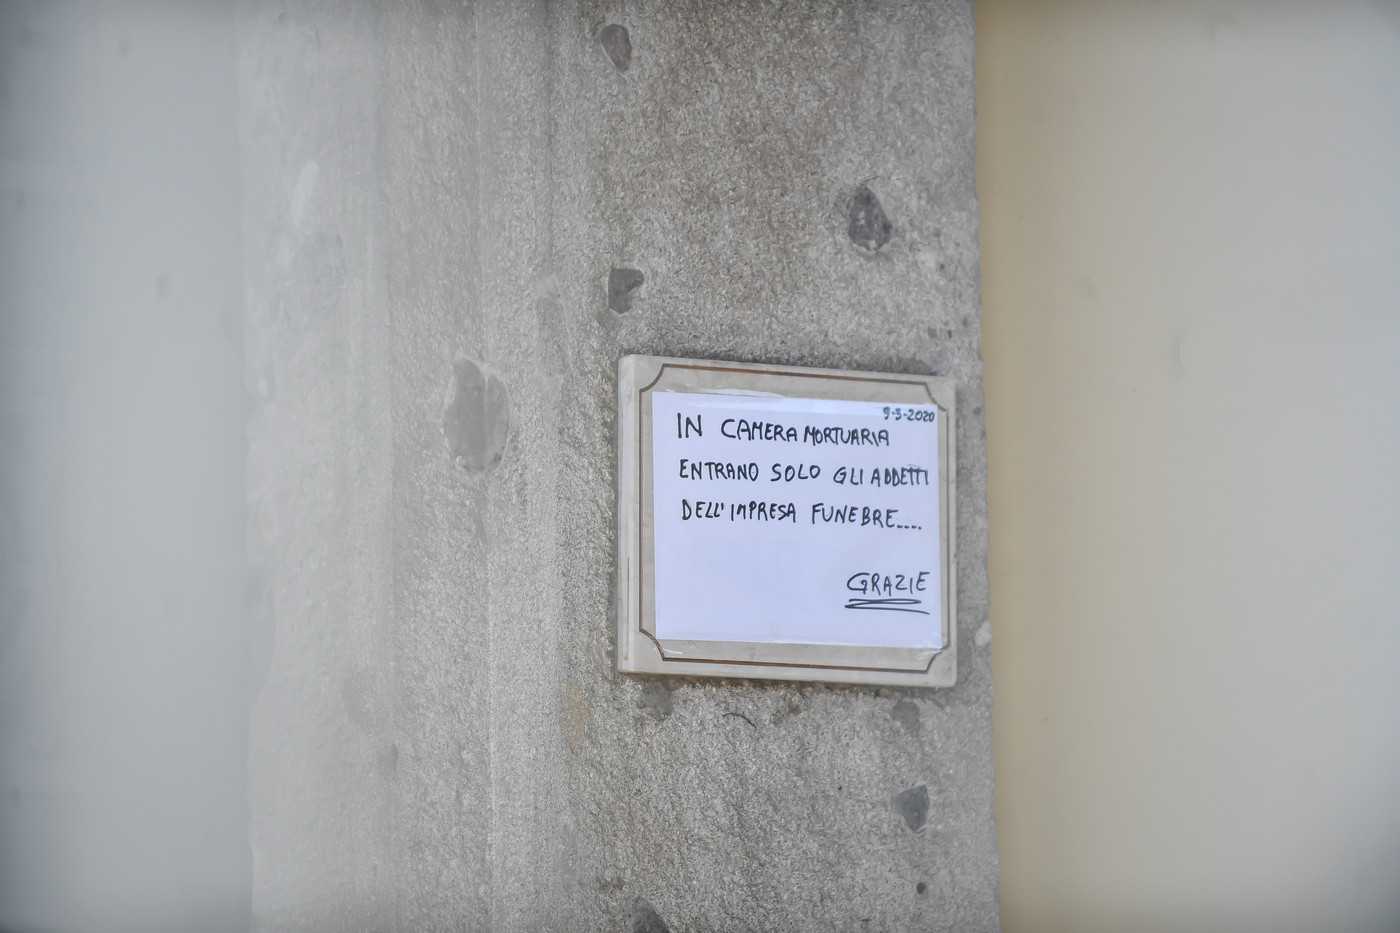 9-3-2020
IN CAMERA MORTUARIA
ENTRANO SOLO GLI ADDETTI
DELL'IMPRESA FUNEBRE....
GRAZIE